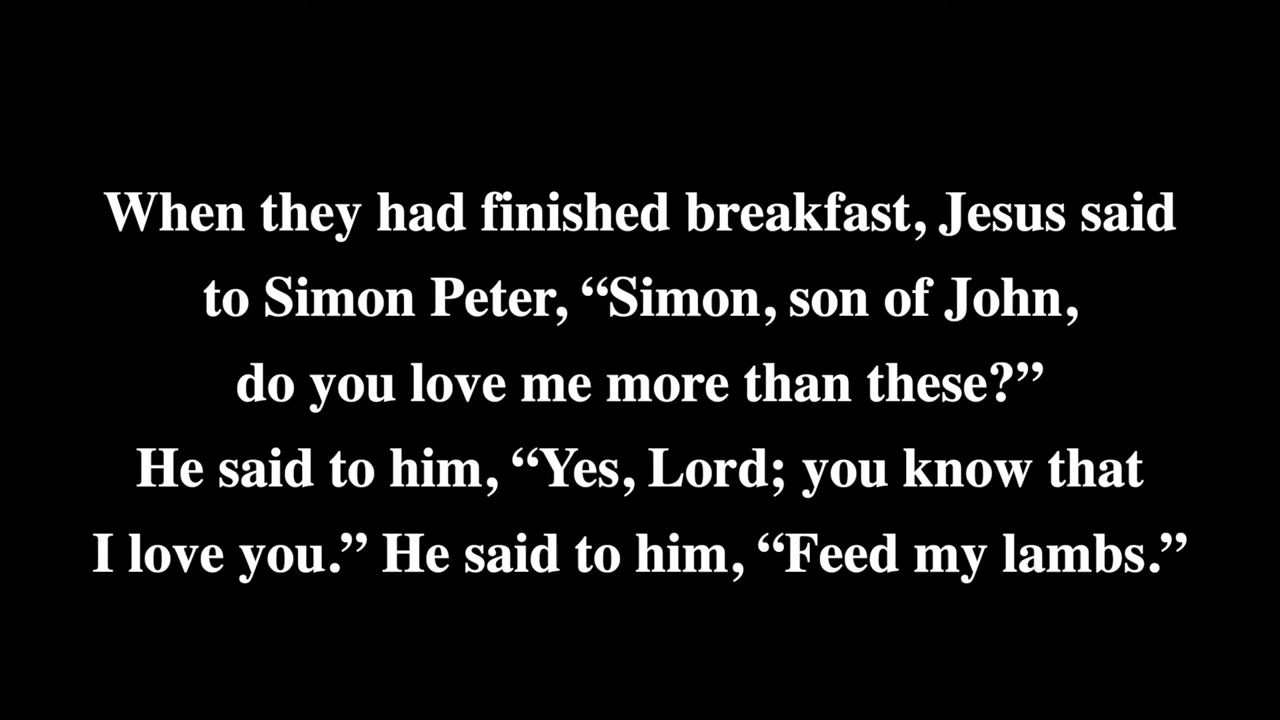 When they had finished breakfast, Jesus said
to Simon Peter, “Simon, son of John,
do you love me more than these?”
He said to him, “Yes, Lord; you know that
I love you.” He said to him, “Feed my lambs.”